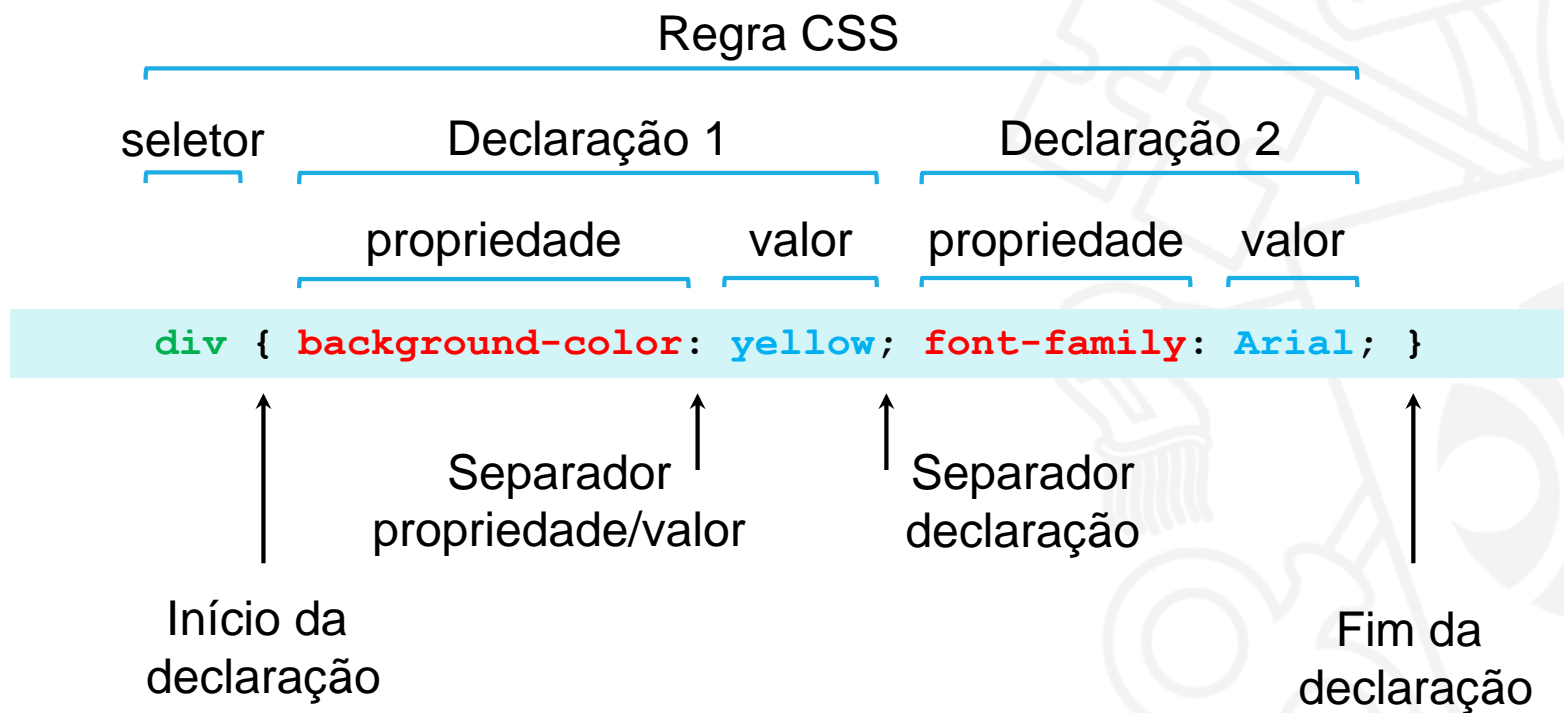 Regra CSS
seletor Declaração 1 Declaração 2
propriedade valor propriedade valor
div { background-color: yellow; font-family: Arial; }
Separador
propriedade/valor
Separador
declaração
Início da
declaração
Fim da
declaração